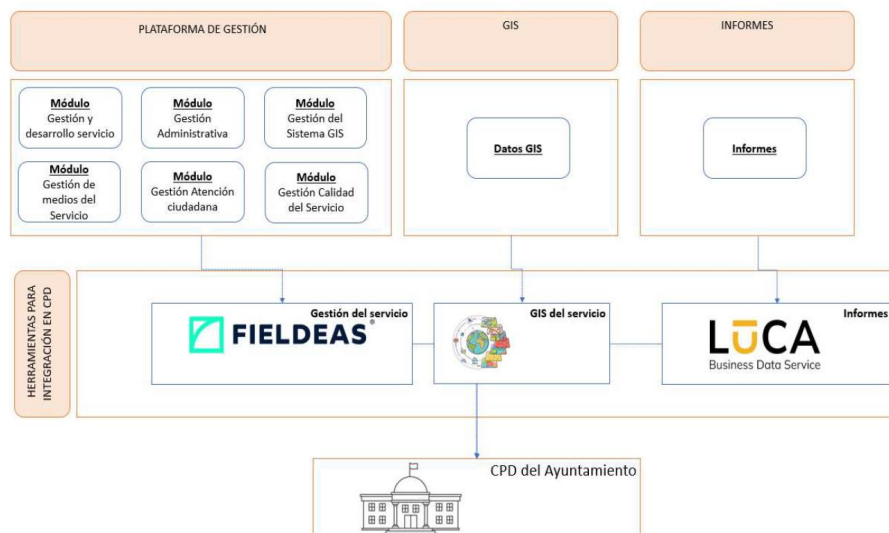 PLATAFORMA DE GESTIÓN
GIS
INFORMES
Módulo
Gestión y
desarrollo servicio
Módulo
Gestión
Administrativa
Módulo
Gestión del
Sistema GIS
Módulo
Gestión de
medios del
Servicio
Módulo
Gestión Atención
ciudadana
Módulo
Gestión Calidad
del Servicio
Datos GIS
Informes
HERRAMIENTAS PARA
INTEGRACIÓN EN CPD
Gestión del servicio
FIELDEAS®
GIS del servicio
Informes
LŪCA
Business Data Service
CPD del Ayuntamiento